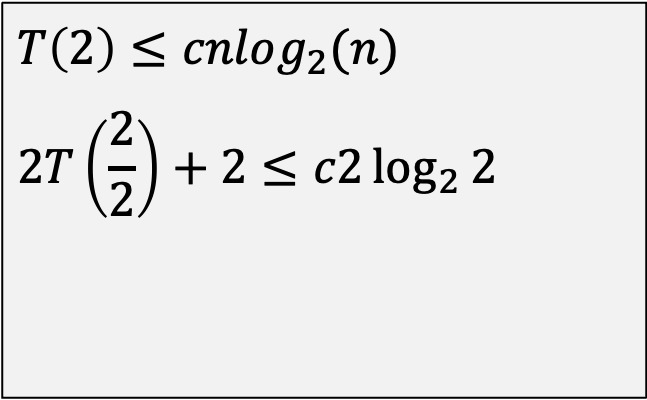 T(2) ≤ cnlog₂(n)
2T(2/2) + 2 ≤ c2 log₂ 2